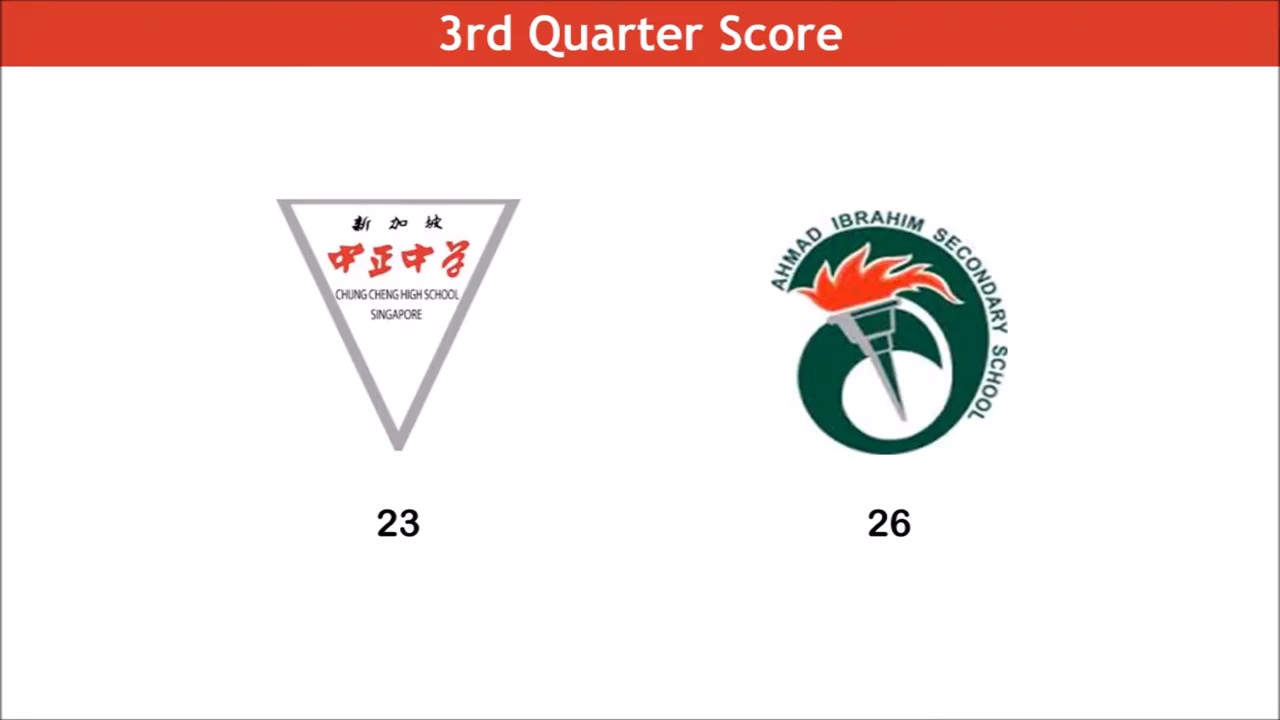 3rd Quarter Score
新加坡
中正中学
CHUNG CHENG HIGH SCHOOL
SINGAPORE
AHMAD IBRAHIM SECONDARY SCHOOL
23
26